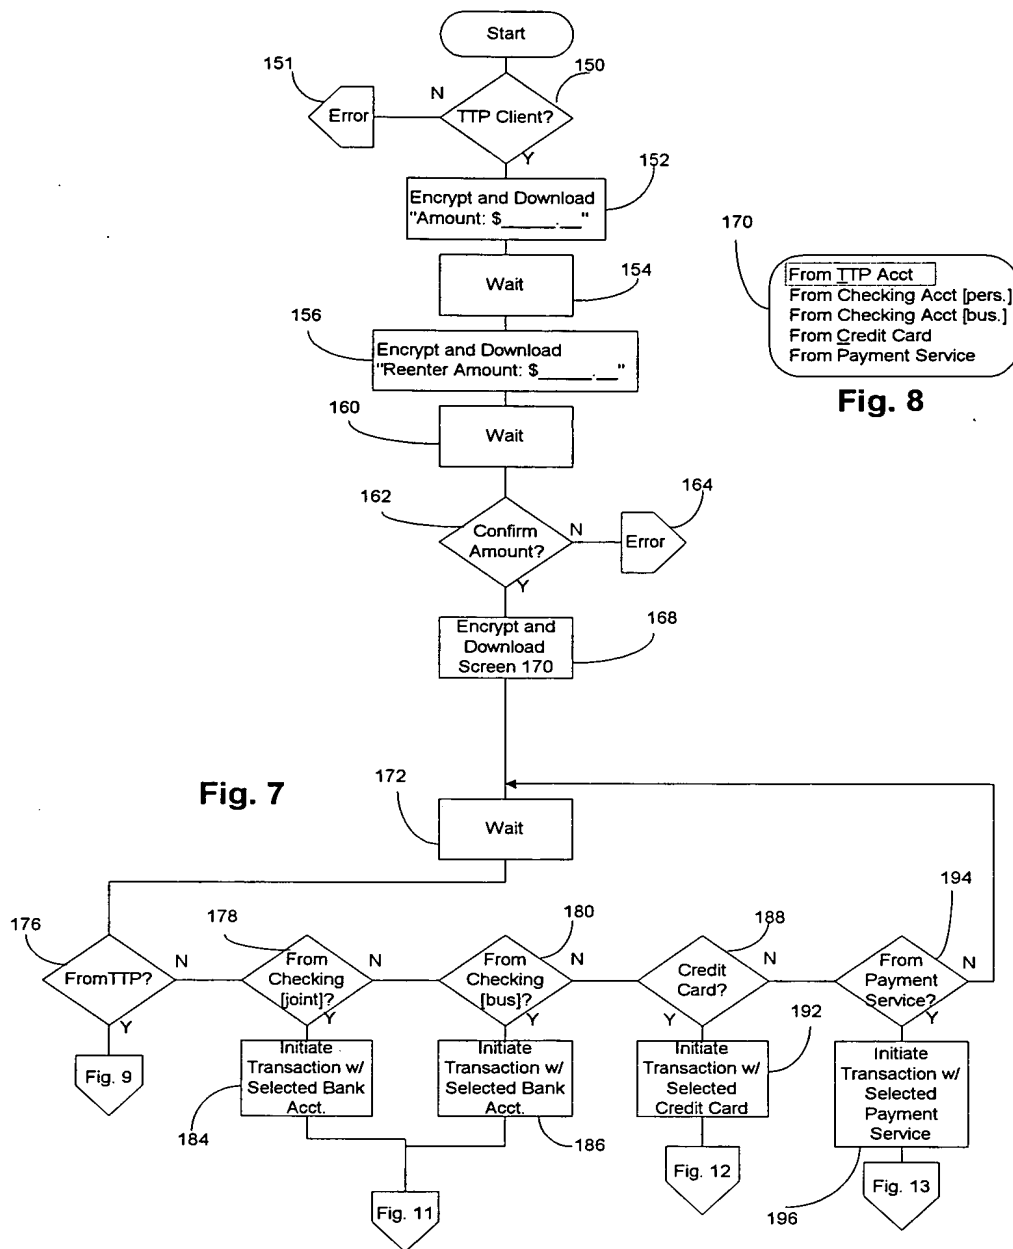 Start
151
150
N
Error
TTP Client?
Y
152
Encrypt and Download
"Amount: $_____.__"
170
154
Wait
From TTP Acct
From Checking Acct [pers.]
From Checking Acct [bus.]
From Credit Card
From Payment Service
156
Encrypt and Download
"Reenter Amount: $_____.__"
Fig. 8
160
Wait
162
164
Confirm
Amount?
N
Error
Y
168
Encrypt and
Download
Screen 170
Fig. 7
172
Wait
176
178
180
188
194
FromTTP?
N
Y
From
Checking
[joint]?
N
Y
From
Checking
[bus]?
N
Y
Credit
Card?
N
Y
From
Payment
Service?
N
Y
Fig. 9
Initiate
Transaction w/
Selected Bank
Acct.
184
Initiate
Transaction w/
Selected Bank
Acct.
186
192
Initiate
Transaction w/
Selected
Credit Card
Initiate
Transaction w/
Selected
Payment
Service
196
Fig. 11
Fig. 12
Fig. 13